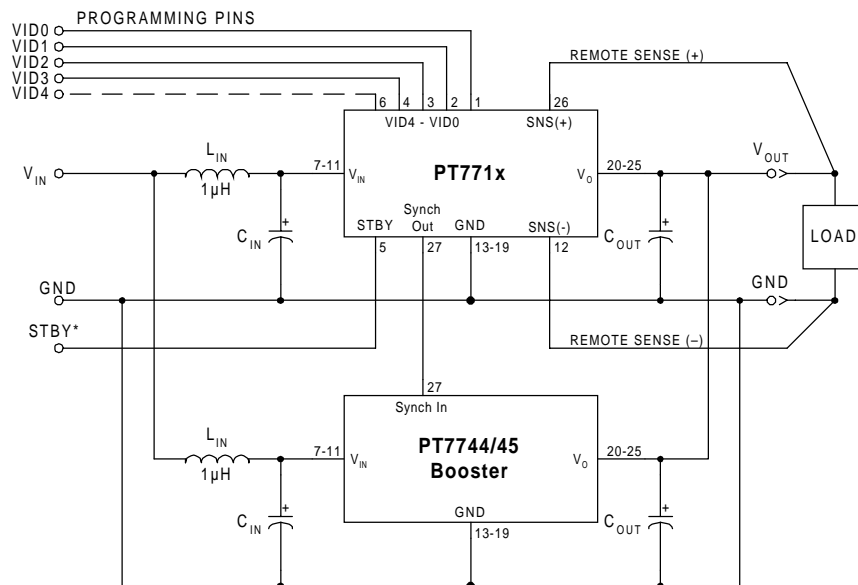 PROGRAMMING PINS
VID0
VID1
VID2
VID3
VID4
REMOTE SENSE (+)
6 4 3 2 1 26
VID4 - VID0 SNS(+)
L_IN
1µH
V_IN
7-11
V_IN
PT771x
V_O
20-25
V_OUT
STBY
Synch Out
GND
SNS(-)
5 27 13-19 12
C_IN
+
C_OUT
+
LOAD
GND
GND
STBY*
REMOTE SENSE (–)
27
Synch In
L_IN
1µH
7-11
V_IN
PT7744/45
Booster
V_O
20-25
GND
13-19
C_IN
+
C_OUT
+